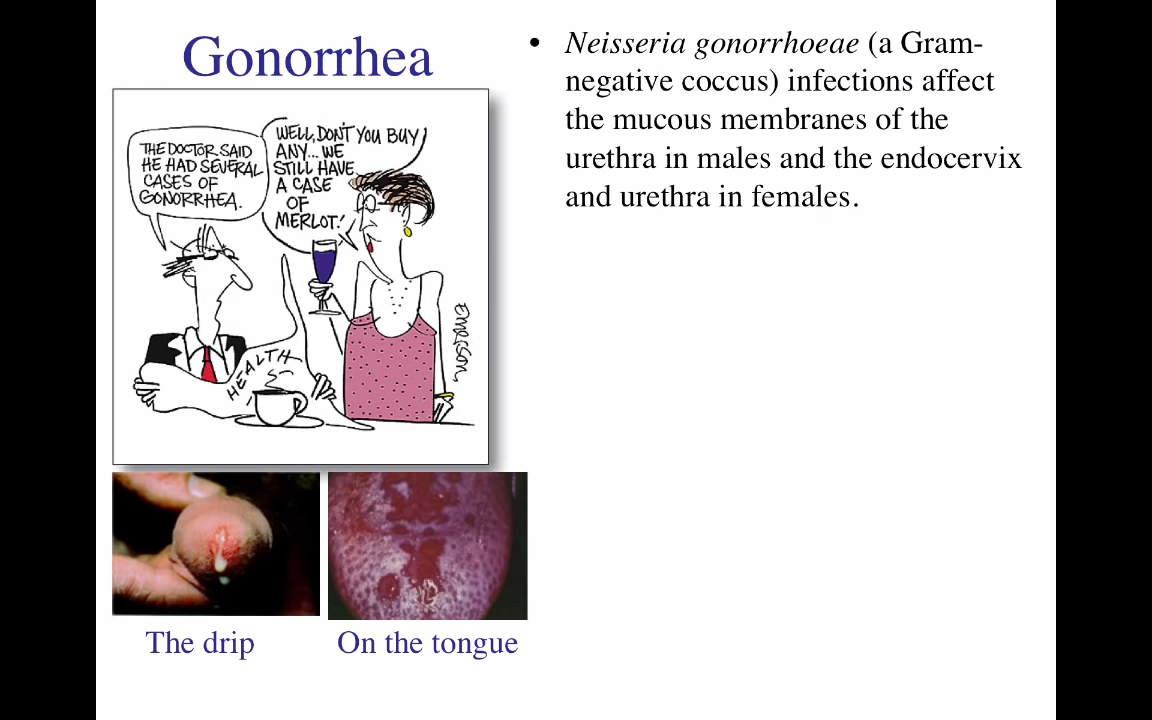 Gonorrhea
• Neisseria gonorrhoeae (a Gram-
negative coccus) infections affect
the mucous membranes of the
urethra in males and the endocervix
and urethra in females.
THE DOCTOR SAID
HE HAD SEVERAL
CASES OF
GONORRHEA.
WELL, DON'T YOU BUY
ANY... WE
STILL HAVE
A CASE
OF
MERLOT!
HEALTH
Emerson
The drip
On the tongue